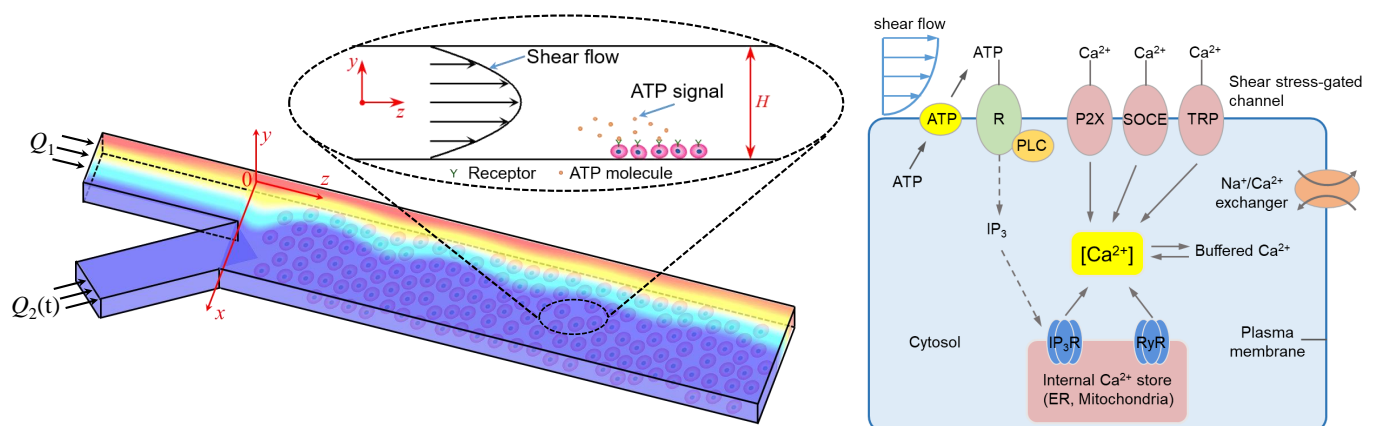 Q₁
Q₂(t)
y
0
z
x
y
z
Shear flow
ATP signal
H
Receptor
ATP molecule
shear flow
ATP
ATP
ATP
R
PLC
IP₃
Ca²⁺
Ca²⁺
Ca²⁺
P2X
SOCE
TRP
Shear stress-gated
channel
Na⁺/Ca²⁺
exchanger
[Ca²⁺]
Buffered Ca²⁺
Cytosol
IP₃R
RyR
Internal Ca²⁺ store
(ER, Mitochondria)
Plasma
membrane